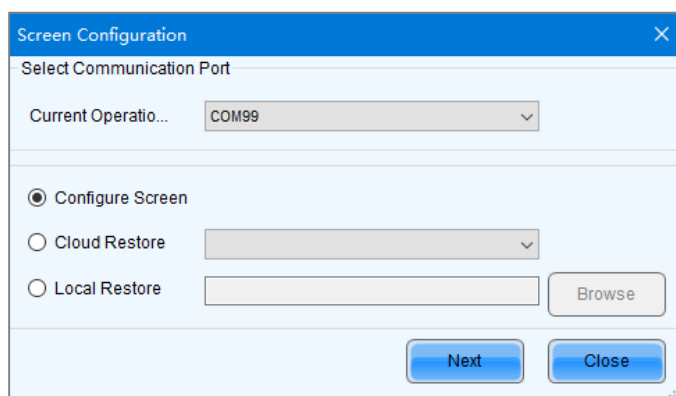 Screen Configuration
Select Communication Port
Current Operatio... COM99
Configure Screen
Cloud Restore
Local Restore Browse
Next Close